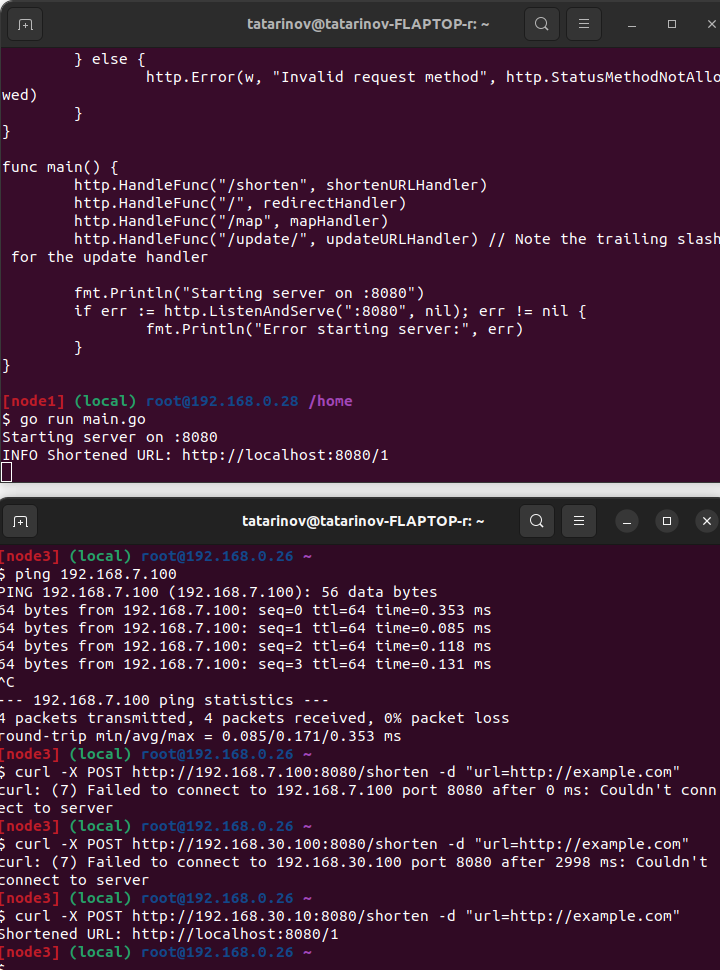 tatarinov@tatarinov-FLAPTOP-r: ~
        } else {
                http.Error(w, "Invalid request method", http.StatusMethodNotAllo
wed)
        }
}
func main() {
        http.HandleFunc("/shorten", shortenURLHandler)
        http.HandleFunc("/", redirectHandler)
        http.HandleFunc("/map", mapHandler)
        http.HandleFunc("/update/", updateURLHandler) // Note the trailing slash
 for the update handler
        fmt.Println("Starting server on :8080")
        if err := http.ListenAndServe(":8080", nil); err != nil {
                fmt.Println("Error starting server:", err)
        }
}
[node1] (local) root@192.168.0.28 /home
$ go run main.go
Starting server on :8080
INFO Shortened URL: http://localhost:8080/1
tatarinov@tatarinov-FLAPTOP-r: ~
[node3] (local) root@192.168.0.26 ~
$ ping 192.168.7.100
PING 192.168.7.100 (192.168.7.100): 56 data bytes
64 bytes from 192.168.7.100: seq=0 ttl=64 time=0.353 ms
64 bytes from 192.168.7.100: seq=1 ttl=64 time=0.085 ms
64 bytes from 192.168.7.100: seq=2 ttl=64 time=0.118 ms
64 bytes from 192.168.7.100: seq=3 ttl=64 time=0.131 ms
^C
--- 192.168.7.100 ping statistics ---
4 packets transmitted, 4 packets received, 0% packet loss
round-trip min/avg/max = 0.085/0.171/0.353 ms
[node3] (local) root@192.168.0.26 ~
$ curl -X POST http://192.168.7.100:8080/shorten -d "url=http://example.com"
curl: (7) Failed to connect to 192.168.7.100 port 8080 after 0 ms: Couldn't conn
ect to server
[node3] (local) root@192.168.0.26 ~
$ curl -X POST http://192.168.30.100:8080/shorten -d "url=http://example.com"
curl: (7) Failed to connect to 192.168.30.100 port 8080 after 2998 ms: Couldn't
connect to server
[node3] (local) root@192.168.0.26 ~
$ curl -X POST http://192.168.30.10:8080/shorten -d "url=http://example.com"
Shortened URL: http://localhost:8080/1
[node3] (local) root@192.168.0.26 ~
$